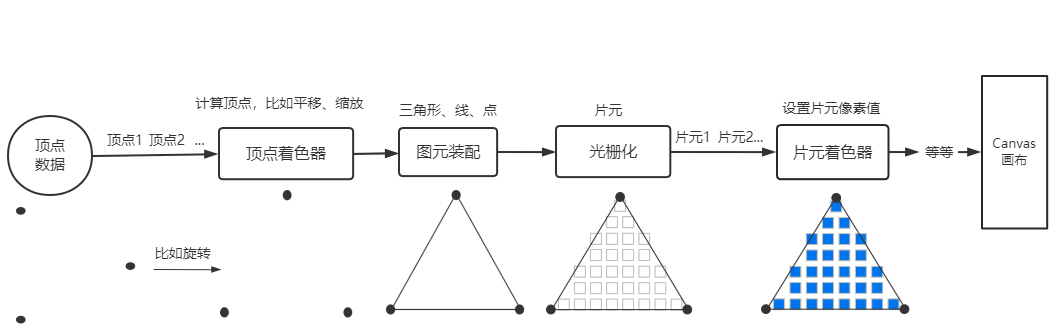 计算顶点，比如平移、缩放
三角形、线、点
片元
设置片元像素值
顶点
数据
顶点1 顶点2 ...
顶点着色器
图元装配
光栅化
片元1 片元2...
片元着色器
等等
Canvas
画布
比如旋转